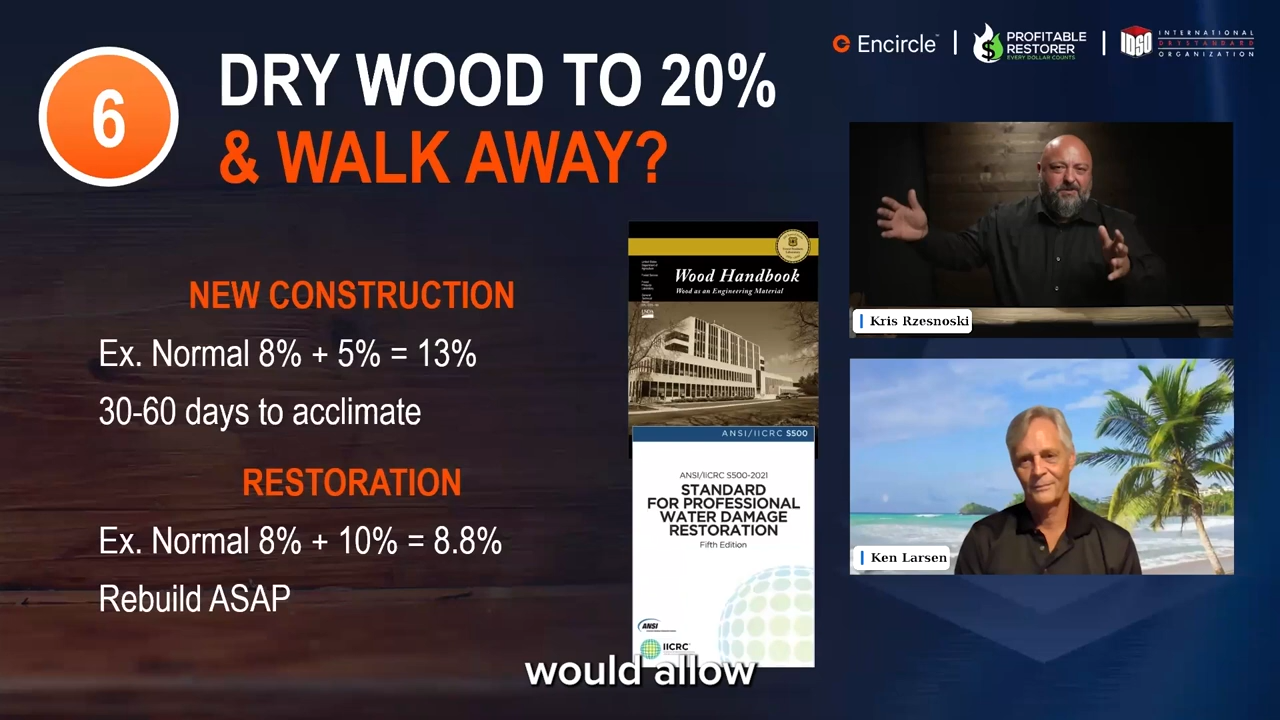 6
DRY WOOD TO 20%
& WALK AWAY?
Encircle
PROFITABLE
RESTORER
EVERY DOLLAR COUNTS
IDSO
INTERNATIONAL
DRYSTANDARD
ORGANIZATION
NEW CONSTRUCTION
Ex. Normal 8% + 5% = 13%
30-60 days to acclimate
RESTORATION
Ex. Normal 8% + 10% = 8.8%
Rebuild ASAP
Wood Handbook
Wood as an Engineering Material
ANSI/IICRC S500
ANSI/IICRC S500-2021
STANDARD
FOR PROFESSIONAL
WATER DAMAGE
RESTORATION
Fifth Edition
ANSI
IICRC
Kris Rzesnoski
Ken Larsen
would allow